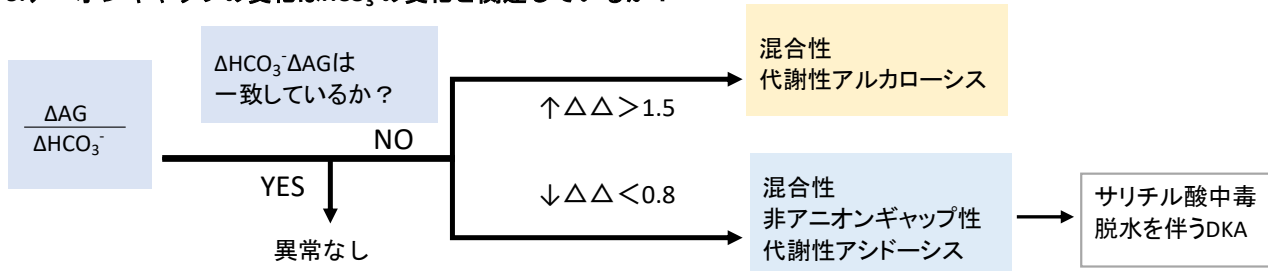 ΔHCO₃⁻ΔAGは
一致しているか？
混合性
代謝性アルカローシス
ΔAG
ΔHCO₃⁻
↑△△＞1.5
NO
YES
↓△△＜0.8
異常なし
混合性
非アニオンギャップ性
代謝性アシドーシス
サリチル酸中毒
脱水を伴うDKA